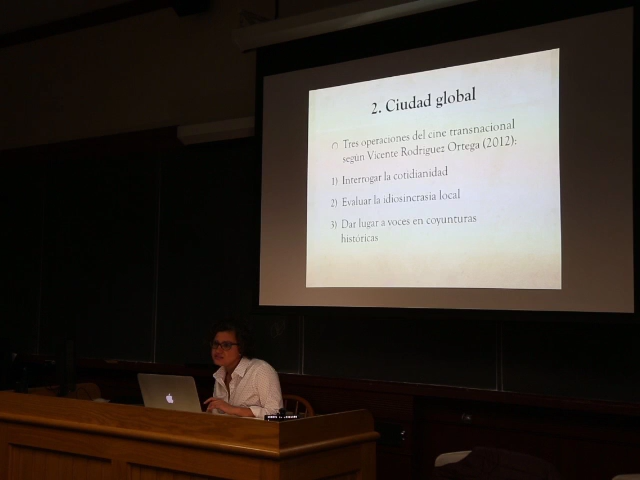 2. Ciudad global
Tres operaciones del cine transnacional
según Vicente Rodríguez Ortega (2012):
1) Interrogar la cotidianidad
2) Evaluar la idiosincrasia local
3) Dar lugar a voces en coyunturas
históricas